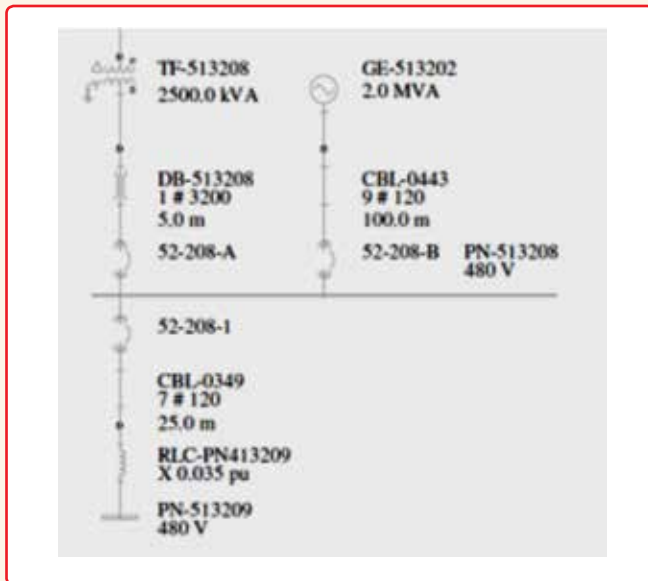 TF-513208
2500.0 kVA
GE-513202
2.0 MVA
DB-513208
1 # 3200
5.0 m
CBL-0443
9 # 120
100.0 m
52-208-A
52-208-B
PN-513208
480 V
52-208-1
CBL-0349
7 # 120
25.0 m
RLC-PN413209
X 0.035 pu
PN-513209
480 V